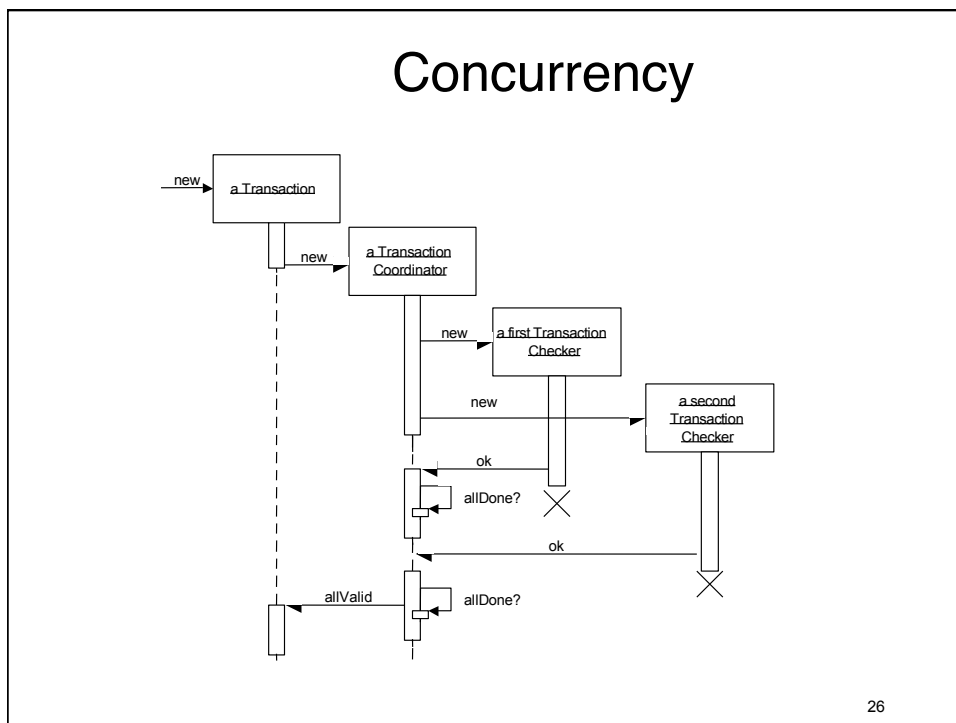 Concurrency
new
a Transaction
new
a Transaction
Coordinator
new
a first Transaction
Checker
new
a second
Transaction
Checker
ok
allDone?
ok
allValid
allDone?
26